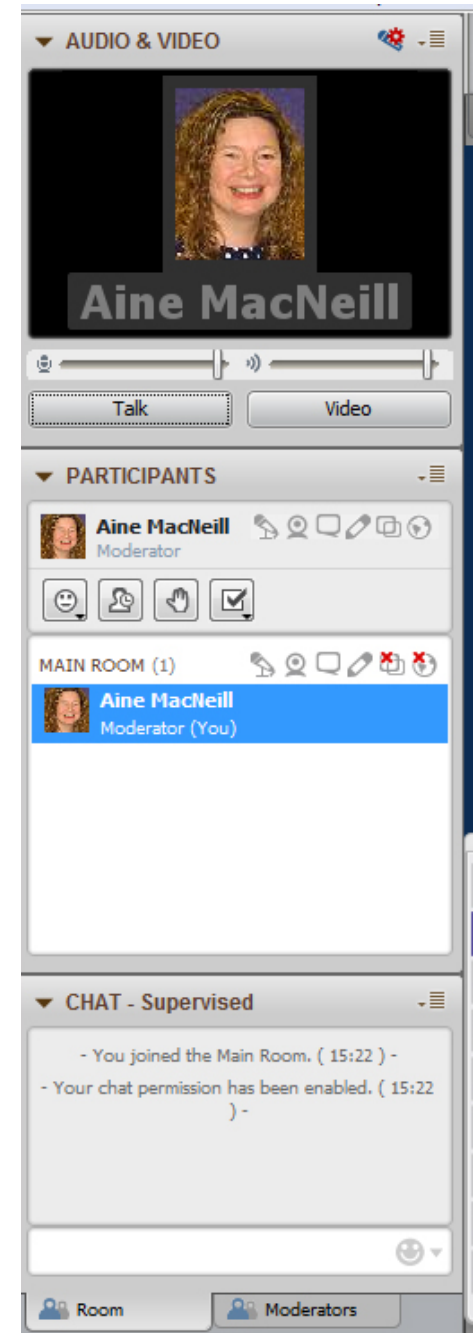 AUDIO & VIDEO
Aine MacNeill
Talk
Video
PARTICIPANTS
Aine MacNeill
Moderator
MAIN ROOM (1)
Aine MacNeill
Moderator (You)
CHAT - Supervised
- You joined the Main Room. ( 15:22 ) -
- Your chat permission has been enabled. ( 15:22
) -
Room
Moderators